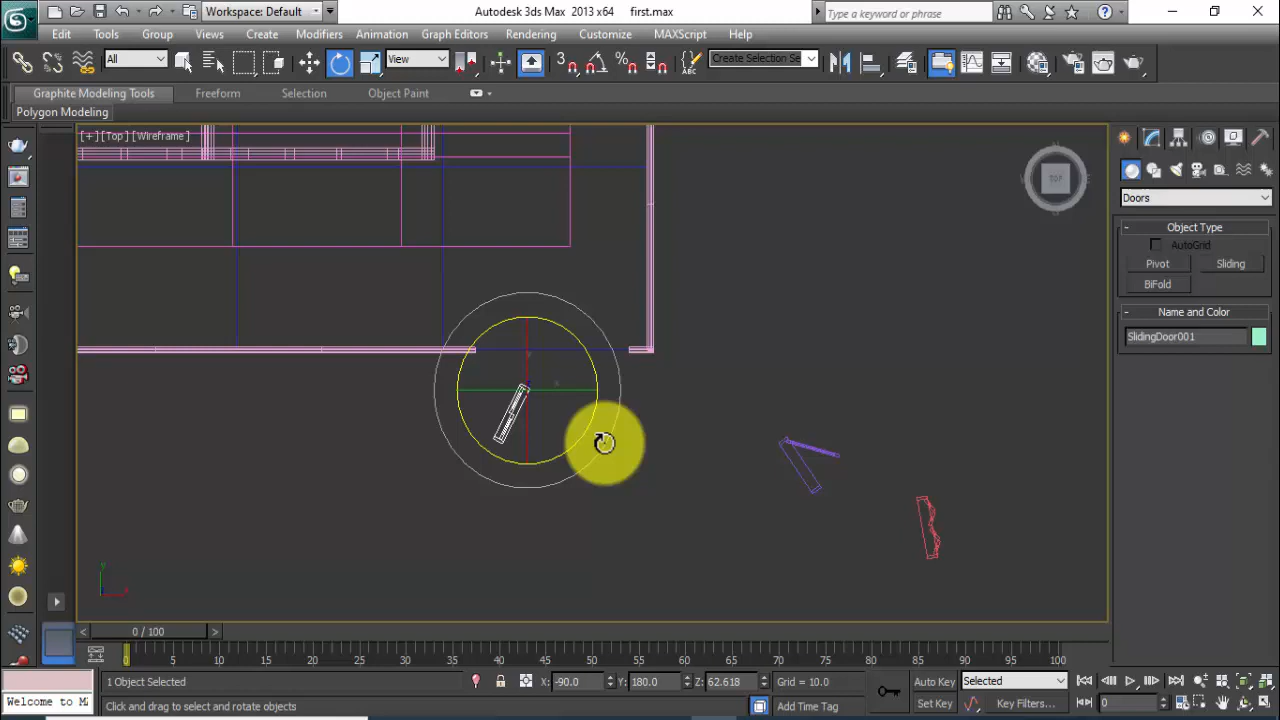 Workspace: Default
Autodesk 3ds Max 2013 x64 first.max
Type a keyword or phrase
Edit Tools Group Views Create Modifiers Animation Graph Editors Rendering Customize MAXScript Help
All View 3 Create Selection Se
Graphite Modeling Tools Freeform Selection Object Paint
Polygon Modeling
[+][Top][Wireframe]
TOP
Doors
- Object Type
AutoGrid
Pivot Sliding
BiFold
- Name and Color
SlidingDoor001
y
x
y
x
< 0 / 100 >
0 5 10 15 20 25 30 35 40 45 50 55 60 65 70 75 80 85 90 95 100
1 Object Selected X: -90.0 Y: 180.0 Z: 62.618 Grid = 10.0 Auto Key Selected
Welcome to M Click and drag to select and rotate objects Add Time Tag Set Key Key Filters... 0